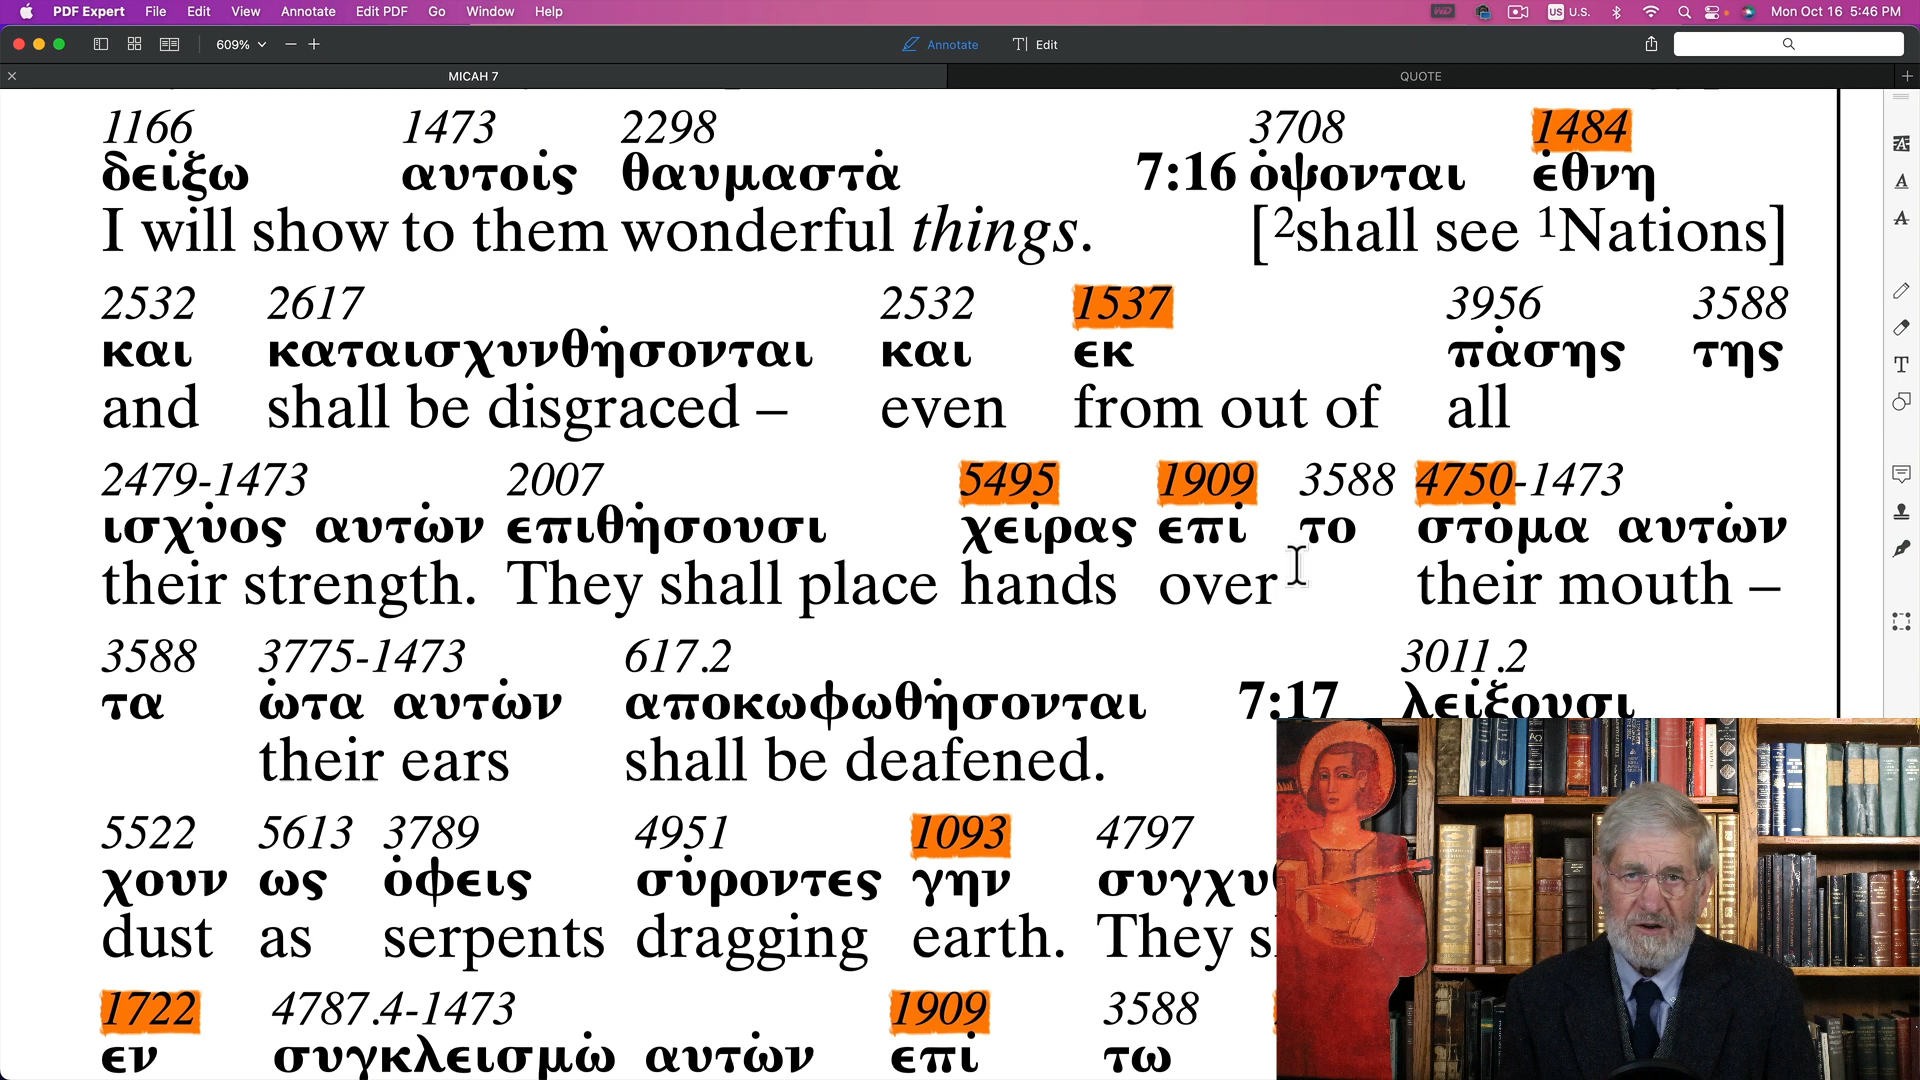 PDF Expert File Edit View Annotate Edit PDF Go Window Help U.S. Mon Oct 16 5:46 PM
609% Annotate Edit
MICAH 7 QUOTE
1166 1473 2298 3708 1484
δείξω αυτοίς θαυμαστά 7:16 όψονται έθνη
I will show to them wonderful things. [²shall see ¹Nations]
2532 2617 2532 1537 3956 3588
και καταισχυνθήσονται και εκ πάσης της
and shall be disgraced – even from out of all
2479-1473 2007 5495 1909 3588 4750-1473
ισχύος αυτών επιθήσουσι χείρας επί το στόμα αυτών
their strength. They shall place hands over their mouth –
3588 3775-1473 617.2 3011.2
τα ώτα αυτών αποκωφωθήσονται 7:17 λείξουσι
their ears shall be deafened.
5522 5613 3789 4951 1093 4797
χουν ως όφεις σύροντες γην συγχυ
dust as serpents dragging earth. They s
1722 4787.4-1473 1909 3588
εν συγκλεισμώ αυτών επί τω